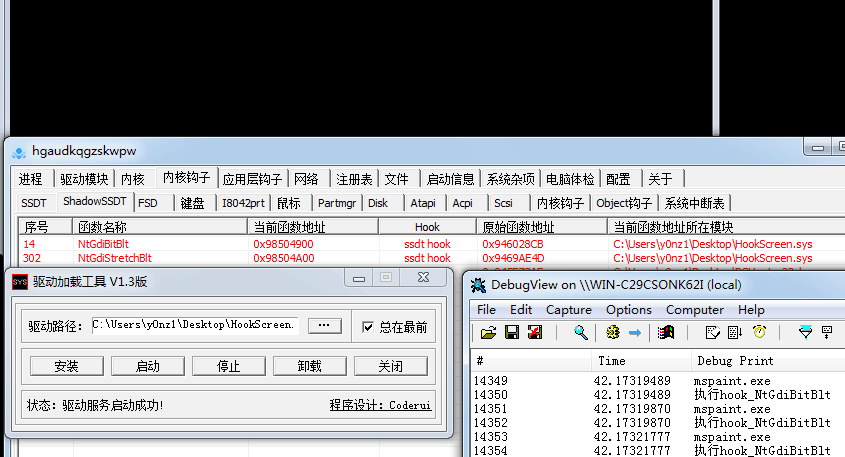 hgaudkqgzskwpw
进程 驱动模块 内核 内核钩子 应用层钩子 网络 注册表 文件 启动信息 系统杂项 电脑体检 配置 关于
SSDT ShadowSSDT FSD 键盘 I8042prt 鼠标 Partmgr Disk Atapi Acpi Scsi 内核钩子 Object钩子 系统中断表
序号 函数名称 当前函数地址 Hook 原始函数地址 当前函数地址所在模块
14 NtGdiBitBlt 0x98504900 ssdt hook 0x946028CB C:\Users\y0nz1\Desktop\HookScreen.sys
302 NtGdiStretchBlt 0x98504A00 ssdt hook 0x9469AE4D C:\Users\y0nz1\Desktop\HookScreen.sys
SYS 驱动加载工具 V1.3版
驱动路径: C:\Users\y0nz1\Desktop\HookScreen. ... 总在最前
安装 启动 停止 卸载 关闭
状态: 驱动服务启动成功! 程序设计: Coderui
DebugView on \\WIN-C29CSONK62I (local)
File Edit Capture Options Computer Help
# Time Debug Print
14349 42.17319489 mspaint.exe
14350 42.17319489 执行hook_NtGdiBitBlt
14351 42.17319870 mspaint.exe
14352 42.17319870 执行hook_NtGdiBitBlt
14353 42.17321777 mspaint.exe
14354 42.17321777 执行hook_NtGdiBitBlt